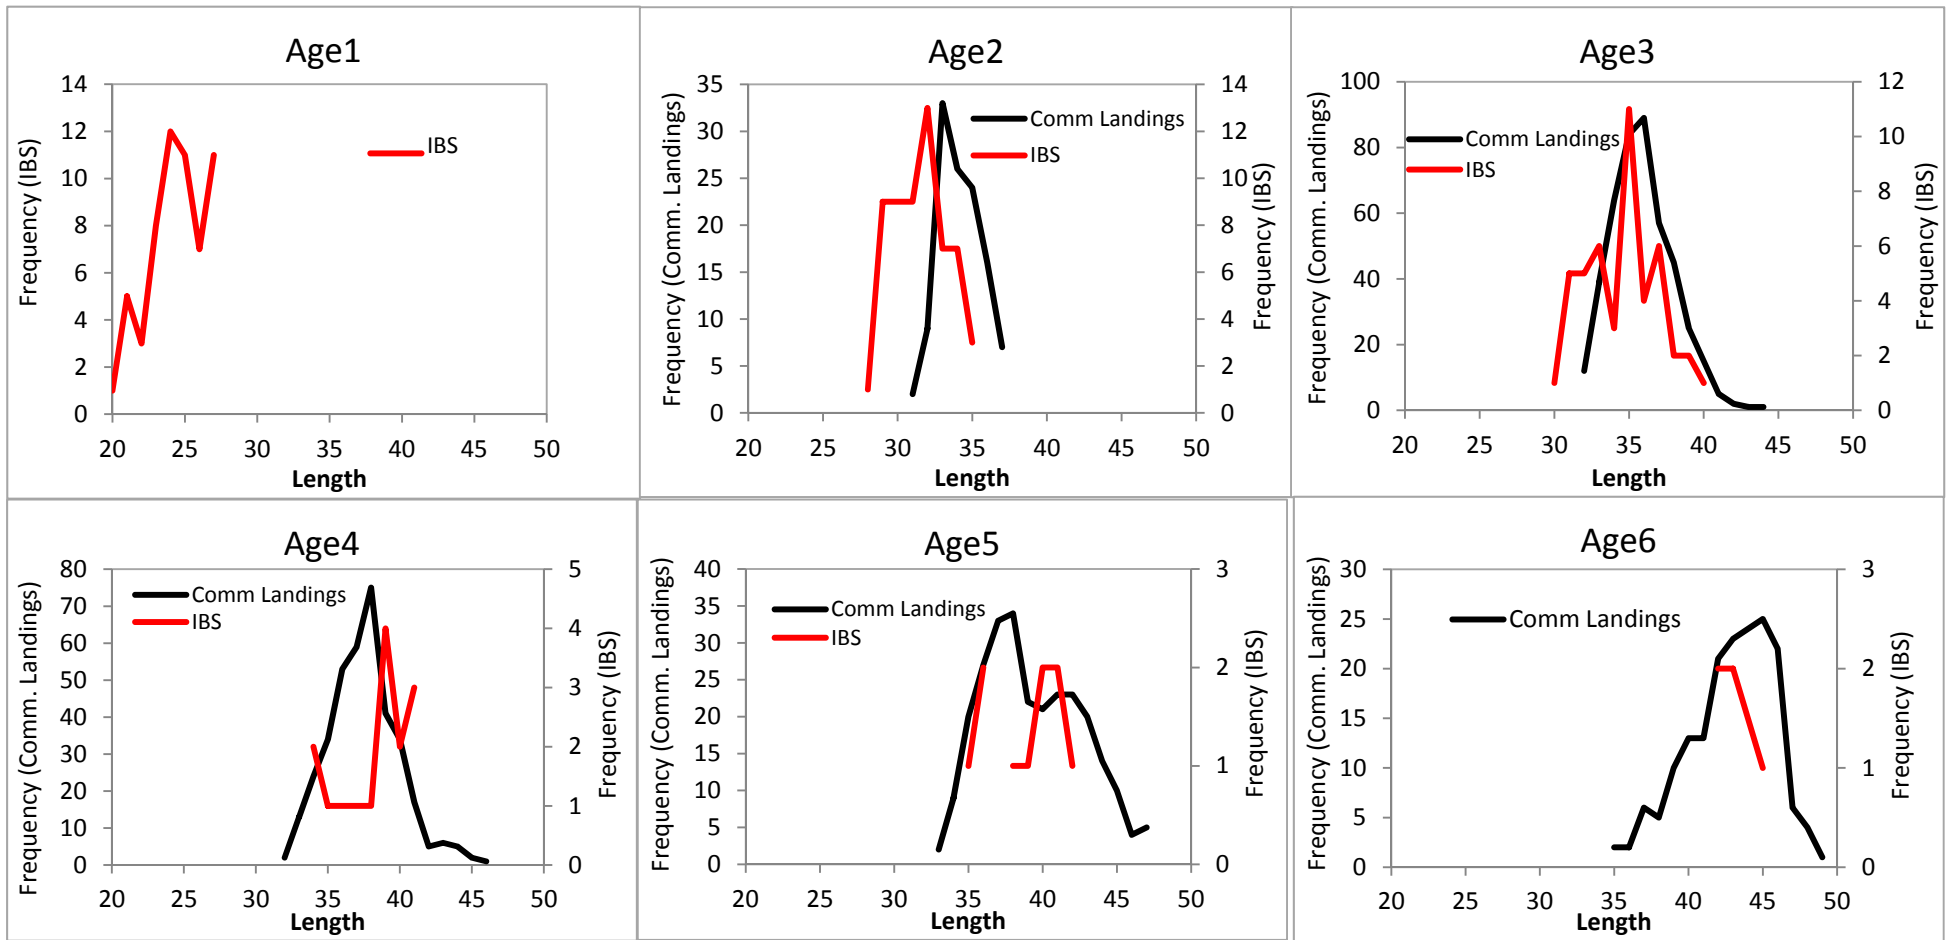 Age1
Frequency (IBS)
14
12
10
8
6
4
2
0
IBS
20 25 30 35 40 45 50
Length
Age2
Frequency (Comm. Landings)
35
30
25
20
15
10
5
0
Comm Landings
IBS
14
12
10
8
6
4
2
0
Frequency (IBS)
20 25 30 35 40 45 50
Length
Age3
Frequency (Comm. Landings)
100
80
60
40
20
0
Comm Landings
IBS
12
10
8
6
4
2
0
Frequency (IBS)
20 25 30 35 40 45 50
Length
Age4
Frequency (Comm. Landings)
80
70
60
50
40
30
20
10
0
Comm Landings
IBS
5
4
3
2
1
0
Frequency (IBS)
20 25 30 35 40 45 50
Length
Age5
Frequency (Comm. Landings)
40
35
30
25
20
15
10
5
0
Comm Landings
IBS
3
2
1
0
Frequency (IBS)
20 25 30 35 40 45 50
Length
Age6
Frequency (Comm. Landings)
30
25
20
15
10
5
0
Comm Landings
3
2
1
0
Frequency (IBS)
20 25 30 35 40 45 50
Length